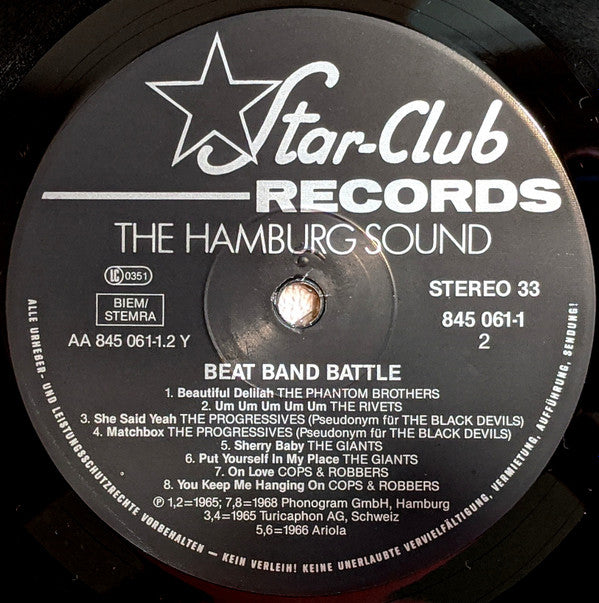 Star-Club
RECORDS
THE HAMBURG SOUND
LC 0351
STEREO 33
BIEM/
STEMRA
845 061-1
AA 845 061-1.2 Y
2
BEAT BAND BATTLE
1. Beautiful Delilah THE PHANTOM BROTHERS
2. Um Um Um Um Um THE RIVETS
3. She Said Yeah THE PROGRESSIVES (Pseudonym für THE BLACK DEVILS)
4. Matchbox THE PROGRESSIVES (Pseudonym für THE BLACK DEVILS)
5. Sherry Baby THE GIANTS
6. Put Yourself In My Place THE GIANTS
7. On Love COPS & ROBBERS
8. You Keep Me Hanging On COPS & ROBBERS
Ⓟ 1,2=1965; 7,8=1968 Phonogram GmbH, Hamburg
3,4=1965 Turicaphon AG, Schweiz
5,6=1966 Ariola
ALLE URHEBER- UND LEISTUNGSSCHUTZRECHTE VORBEHALTEN – KEIN VERLEIH! KEINE UNERLAUBTE VERVIELFÄLTIGUNG, VERMIETUNG, AUFFÜHRUNG, SENDUNG!